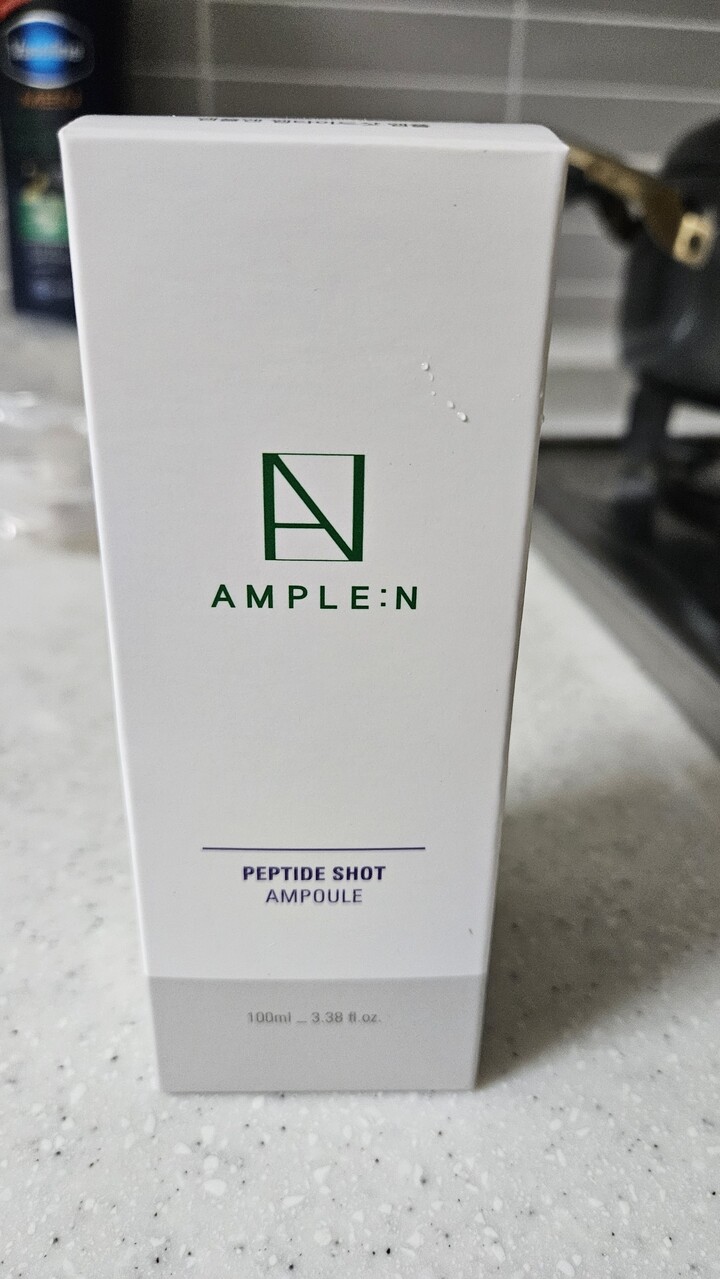 AMPLE:N
PEPTIDE SHOT
AMPOULE
100ml _ 3.38 fl.oz.